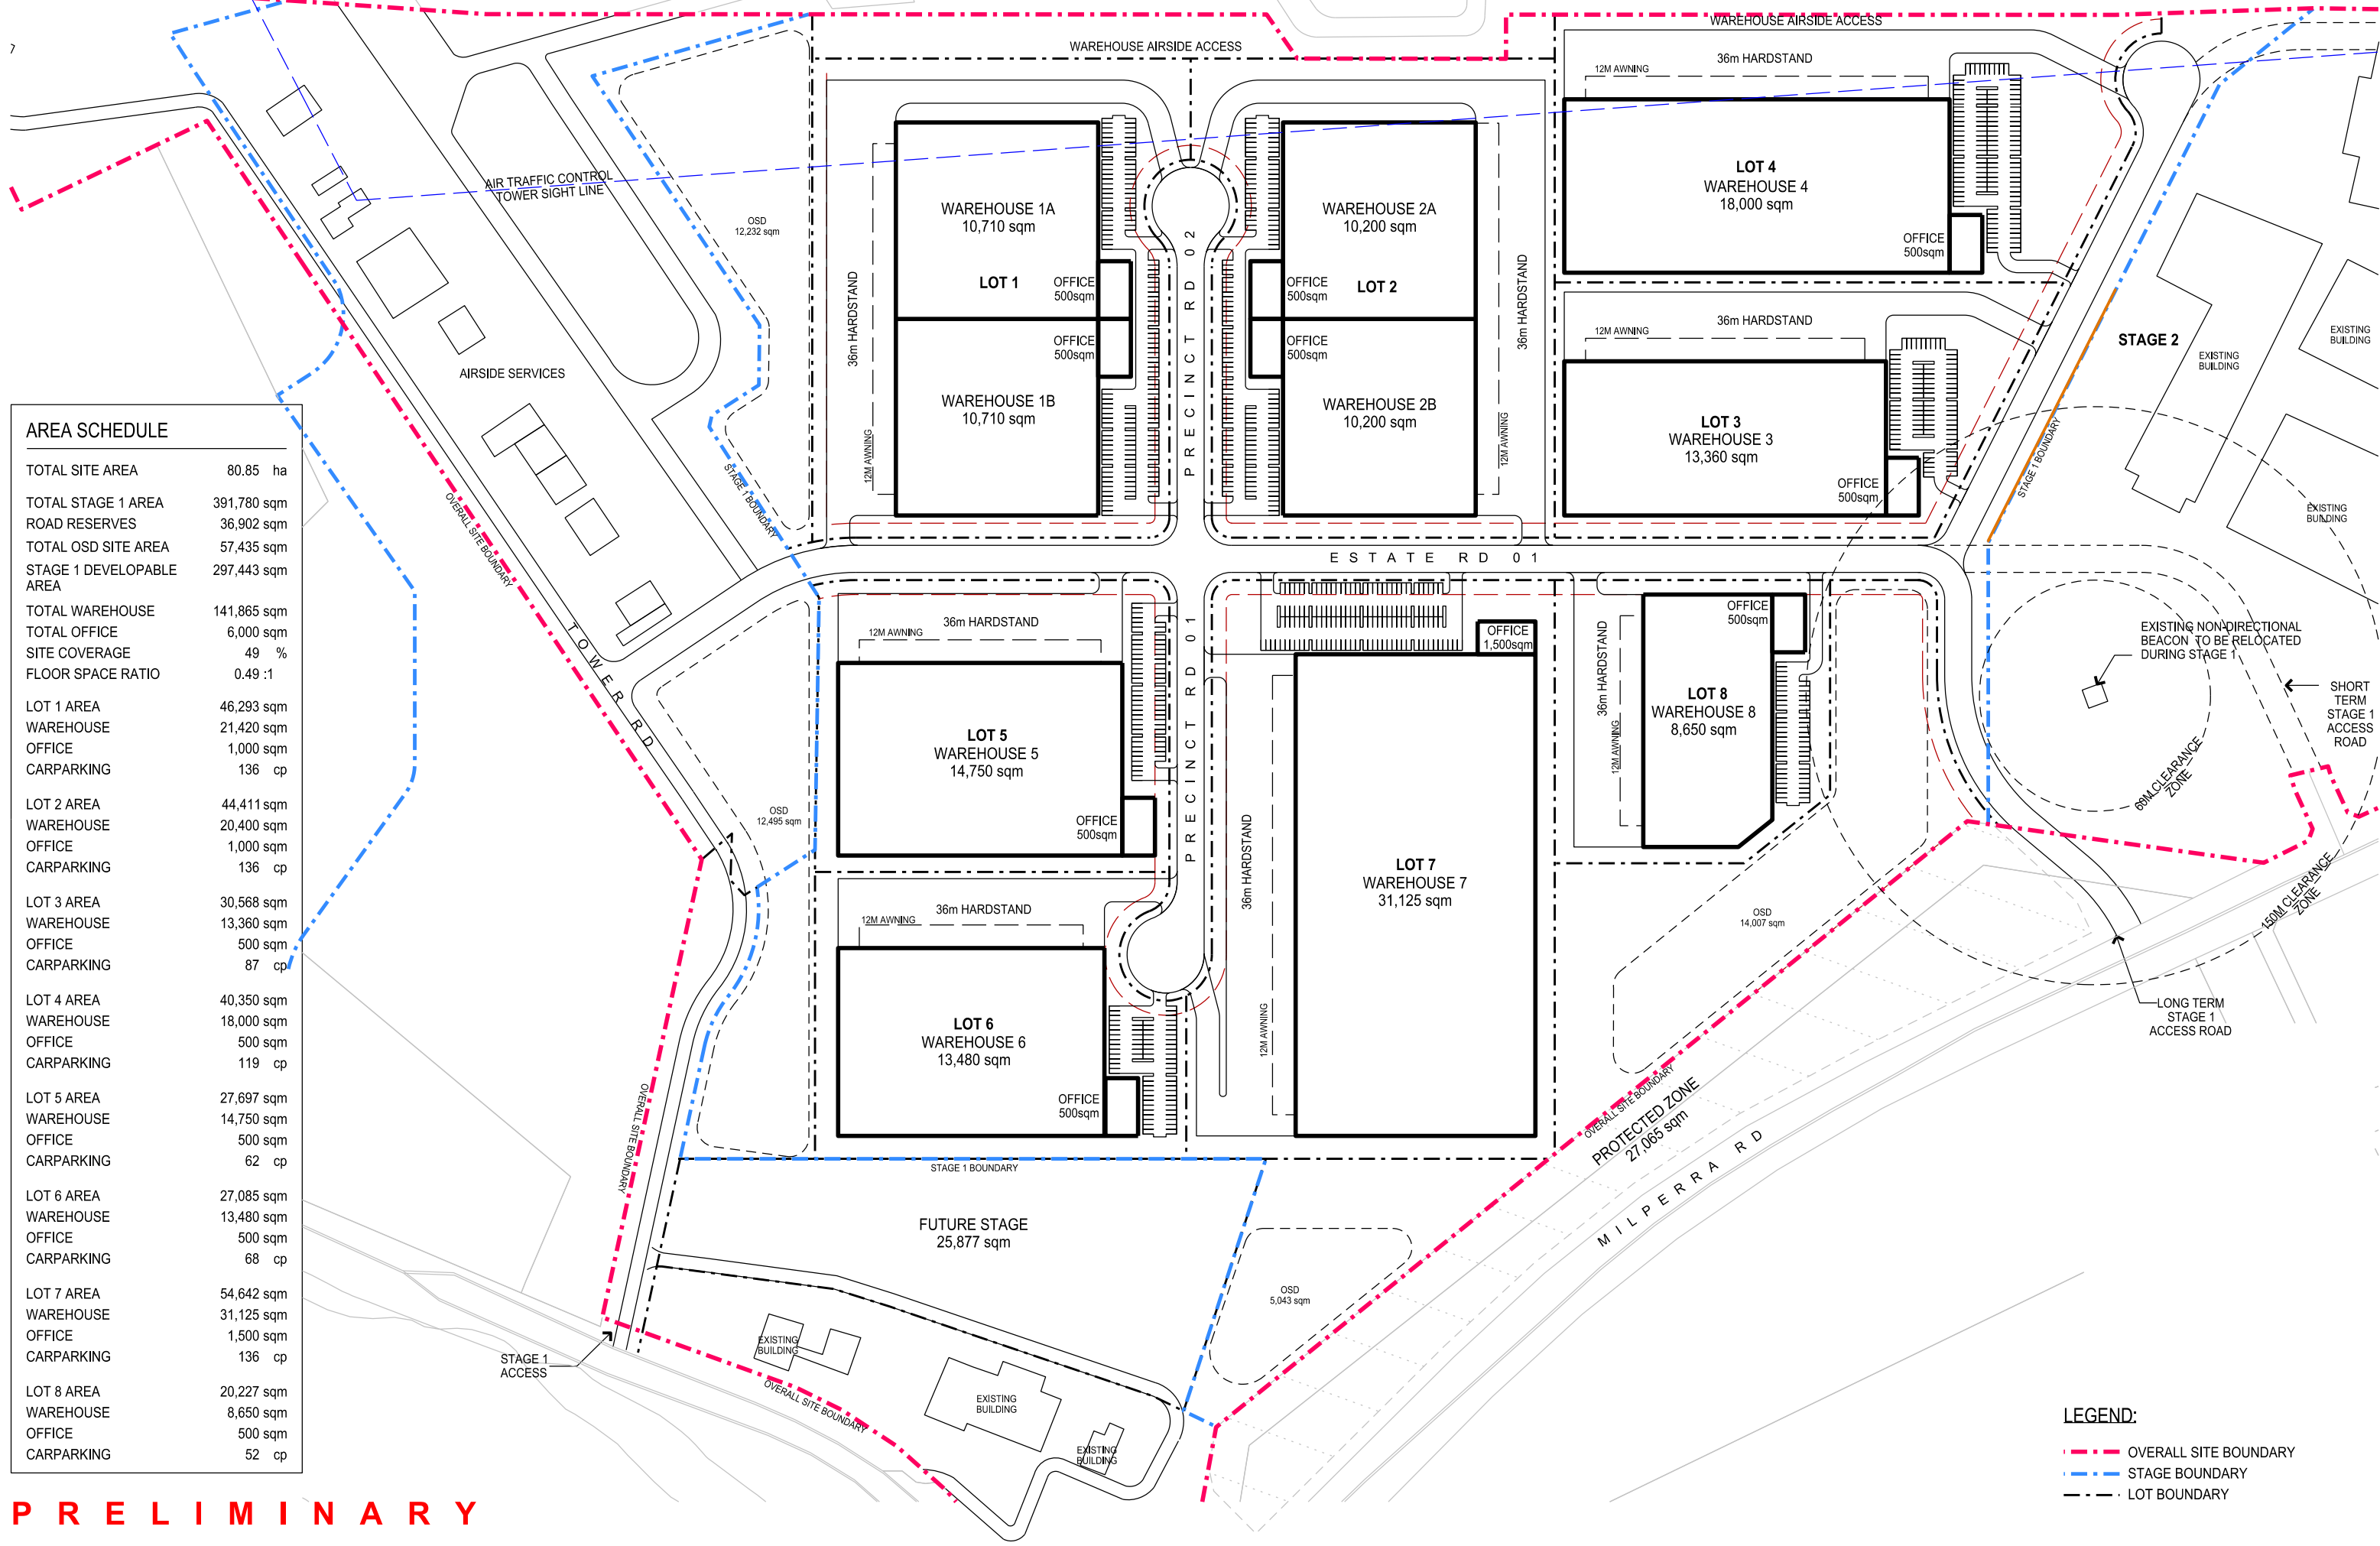 WAREHOUSE AIRSIDE ACCESS
WAREHOUSE AIRSIDE ACCESS
AIR TRAFFIC CONTROL
TOWER SIGHT LINE
OSD
12,232 sqm
AIRSIDE SERVICES
OVERALL SITE BOUNDARY
STAGE 1 BOUNDARY
TOWER RD
36m HARDSTAND
12M AWNING
WAREHOUSE 1A
10,710 sqm
LOT 1
OFFICE
500sqm
OFFICE
500sqm
WAREHOUSE 1B
10,710 sqm
PRECINCT RD 02
WAREHOUSE 2A
10,200 sqm
OFFICE
500sqm
LOT 2
OFFICE
500sqm
WAREHOUSE 2B
10,200 sqm
36m HARDSTAND
12M AWNING
36m HARDSTAND
12M AWNING
LOT 4
WAREHOUSE 4
18,000 sqm
OFFICE
500sqm
36m HARDSTAND
12M AWNING
LOT 3
WAREHOUSE 3
13,360 sqm
OFFICE
500sqm
STAGE 2
EXISTING
BUILDING
EXISTING
BUILDING
EXISTING
BUILDING
STAGE 1 BOUNDARY
ESTATE RD 01
36m HARDSTAND
12M AWNING
LOT 5
WAREHOUSE 5
14,750 sqm
OFFICE
500sqm
OSD
12,495 sqm
PRECINCT RD 01
36m HARDSTAND
12M AWNING
LOT 6
WAREHOUSE 6
13,480 sqm
OFFICE
500sqm
OFFICE
1,500sqm
36m HARDSTAND
12M AWNING
LOT 7
WAREHOUSE 7
31,125 sqm
36m HARDSTAND
12M AWNING
OFFICE
500sqm
LOT 8
WAREHOUSE 8
8,650 sqm
OSD
14,007 sqm
EXISTING NON-DIRECTIONAL
BEACON TO BE RELOCATED
DURING STAGE 1
SHORT
TERM
STAGE 1
ACCESS
ROAD
60M CLEARANCE
ZONE
150M CLEARANCE
ZONE
LONG TERM
STAGE 1
ACCESS ROAD
OVERALL SITE BOUNDARY
PROTECTED ZONE
27,065 sqm
MILPERRA RD
STAGE 1 BOUNDARY
OVERALL SITE BOUNDARY
FUTURE STAGE
25,877 sqm
OSD
5,043 sqm
EXISTING
BUILDING
EXISTING
BUILDING
EXISTING
BUILDING
OVERALL SITE BOUNDARY
STAGE 1
ACCESS
AREA SCHEDULE
TOTAL SITE AREA 80.85 ha
TOTAL STAGE 1 AREA 391,780 sqm
ROAD RESERVES 36,902 sqm
TOTAL OSD SITE AREA 57,435 sqm
STAGE 1 DEVELOPABLE 297,443 sqm
AREA
TOTAL WAREHOUSE 141,865 sqm
TOTAL OFFICE 6,000 sqm
SITE COVERAGE 49 %
FLOOR SPACE RATIO 0.49 :1
LOT 1 AREA 46,293 sqm
WAREHOUSE 21,420 sqm
OFFICE 1,000 sqm
CARPARKING 136 cp
LOT 2 AREA 44,411 sqm
WAREHOUSE 20,400 sqm
OFFICE 1,000 sqm
CARPARKING 136 cp
LOT 3 AREA 30,568 sqm
WAREHOUSE 13,360 sqm
OFFICE 500 sqm
CARPARKING 87 cp
LOT 4 AREA 40,350 sqm
WAREHOUSE 18,000 sqm
OFFICE 500 sqm
CARPARKING 119 cp
LOT 5 AREA 27,697 sqm
WAREHOUSE 14,750 sqm
OFFICE 500 sqm
CARPARKING 62 cp
LOT 6 AREA 27,085 sqm
WAREHOUSE 13,480 sqm
OFFICE 500 sqm
CARPARKING 68 cp
LOT 7 AREA 54,642 sqm
WAREHOUSE 31,125 sqm
OFFICE 1,500 sqm
CARPARKING 136 cp
LOT 8 AREA 20,227 sqm
WAREHOUSE 8,650 sqm
OFFICE 500 sqm
CARPARKING 52 cp
PRELIMINARY
LEGEND:
OVERALL SITE BOUNDARY
STAGE BOUNDARY
LOT BOUNDARY